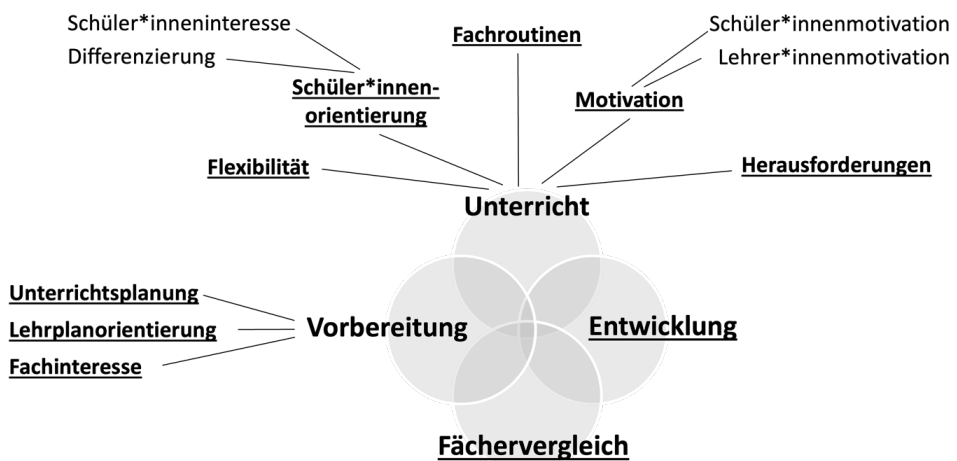 Schüler*inneninteresse
Differenzierung
Schüler*innen-
orientierung
Fachroutinen
Schüler*innenmotivation
Lehrer*innenmotivation
Motivation
Flexibilität
Herausforderungen
Unterricht
Unterrichtsplanung
Lehrplanorientierung
Fachinteresse
Vorbereitung
Entwicklung
Fächervergleich